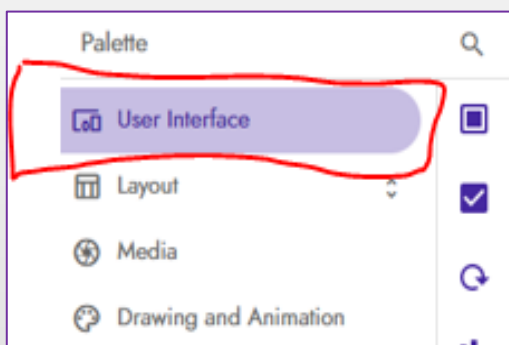 Palette
User Interface
Layout
Media
Drawing and Animation